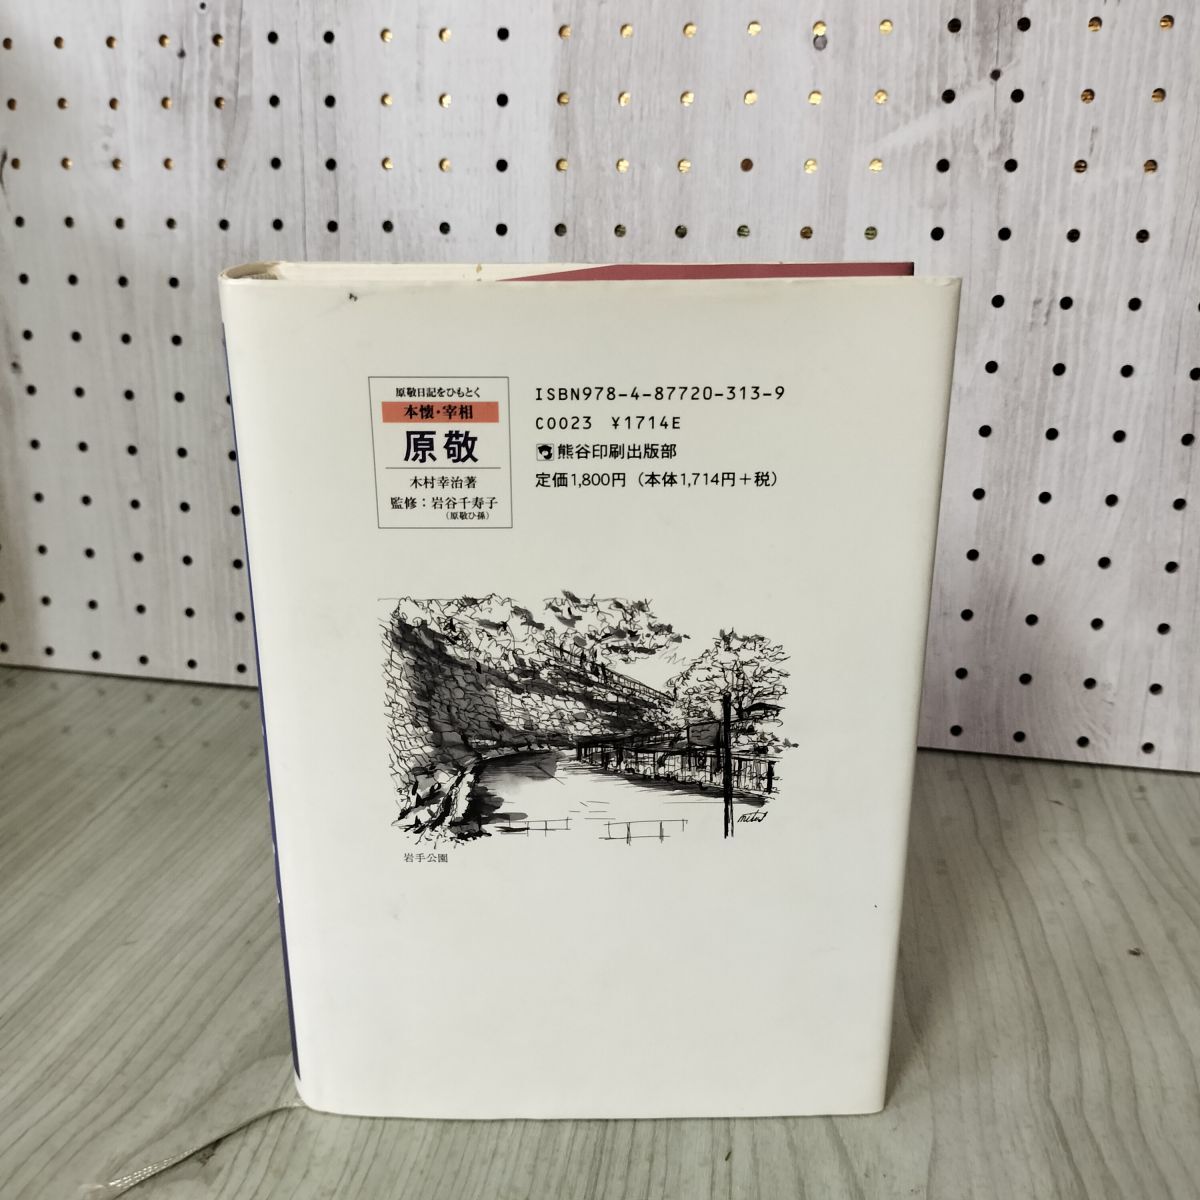 原敬日記をひもとく
本懐・宰相
原敬
木村幸治著
監修：岩谷千寿子
（原敬ひ孫）
ISBN978-4-87720-313-9
C0023 ¥1714E
熊谷印刷出版部
定価1,800円（本体1,714円＋税）
岩手公園